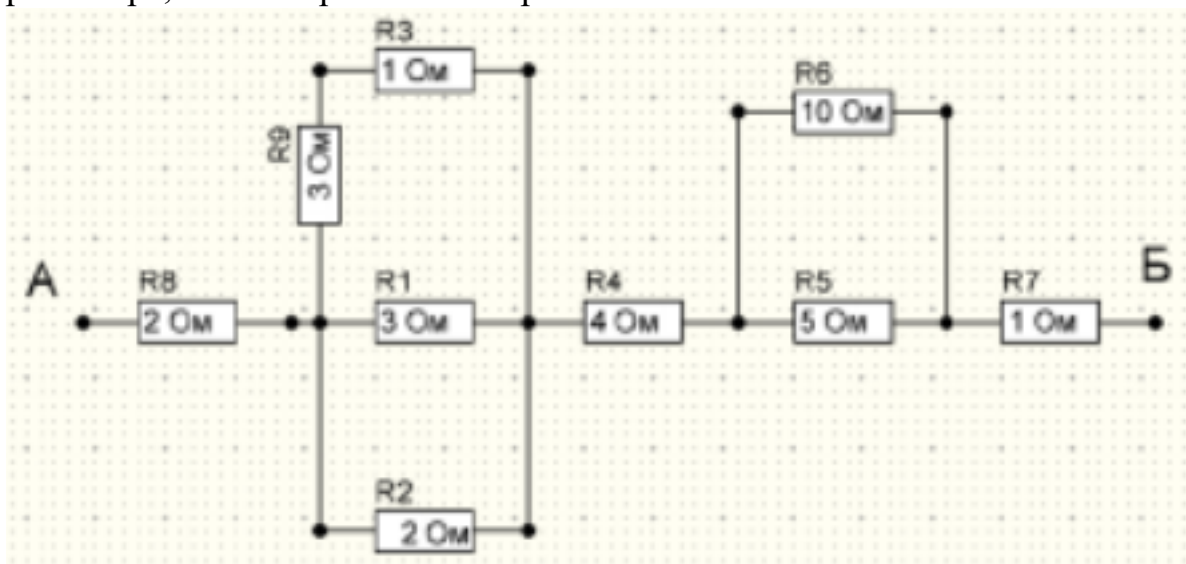 R3
1 Ом
R6
10 Ом
R9
3 Ом
А
R8
2 Ом
R1
3 Ом
R4
4 Ом
R5
5 Ом
R7
1 Ом
Б
R2
2 Ом